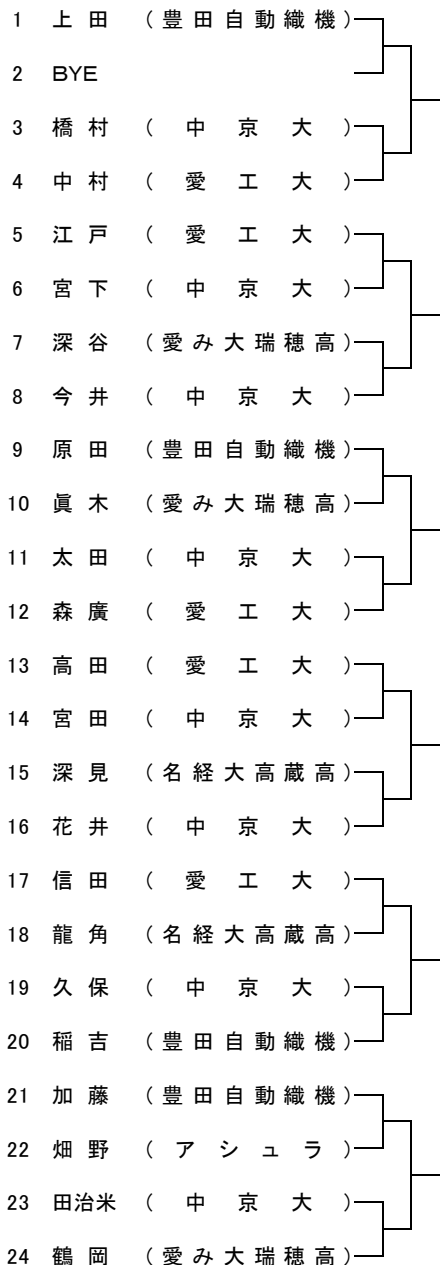 1 上田 (豊田自動織機)
2 BYE
3 橋村 (中京大)
4 中村 (愛工大)
5 江戸 (愛工大)
6 宮下 (中京大)
7 深谷 (愛み大瑞穂高)
8 今井 (中京大)
9 原田 (豊田自動織機)
10 眞木 (愛み大瑞穂高)
11 太田 (中京大)
12 森廣 (愛工大)
13 高田 (愛工大)
14 宮田 (中京大)
15 深見 (名経大高蔵高)
16 花井 (中京大)
17 信田 (愛工大)
18 龍角 (名経大高蔵高)
19 久保 (中京大)
20 稲吉 (豊田自動織機)
21 加藤 (豊田自動織機)
22 畑野 (アシュラ)
23 田治米 (中京大)
24 鶴岡 (愛み大瑞穂高)